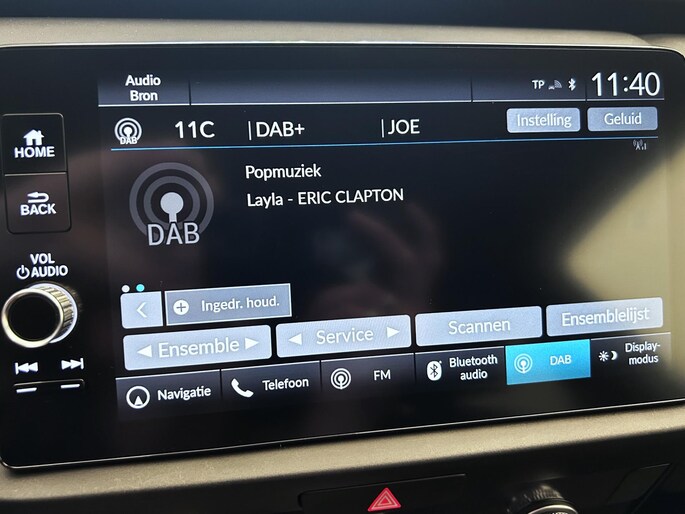 Audio
Bron
TP
11:40
DAB
11C
DAB+
JOE
Instelling
Geluid
HOME
BACK
Popmuziek
Layla - ERIC CLAPTON
DAB
VOL
AUDIO
Ingedr. houd.
Ensemble
Service
Scannen
Ensemblelijst
Navigatie
Telefoon
FM
Bluetooth
audio
DAB
Display-
modus